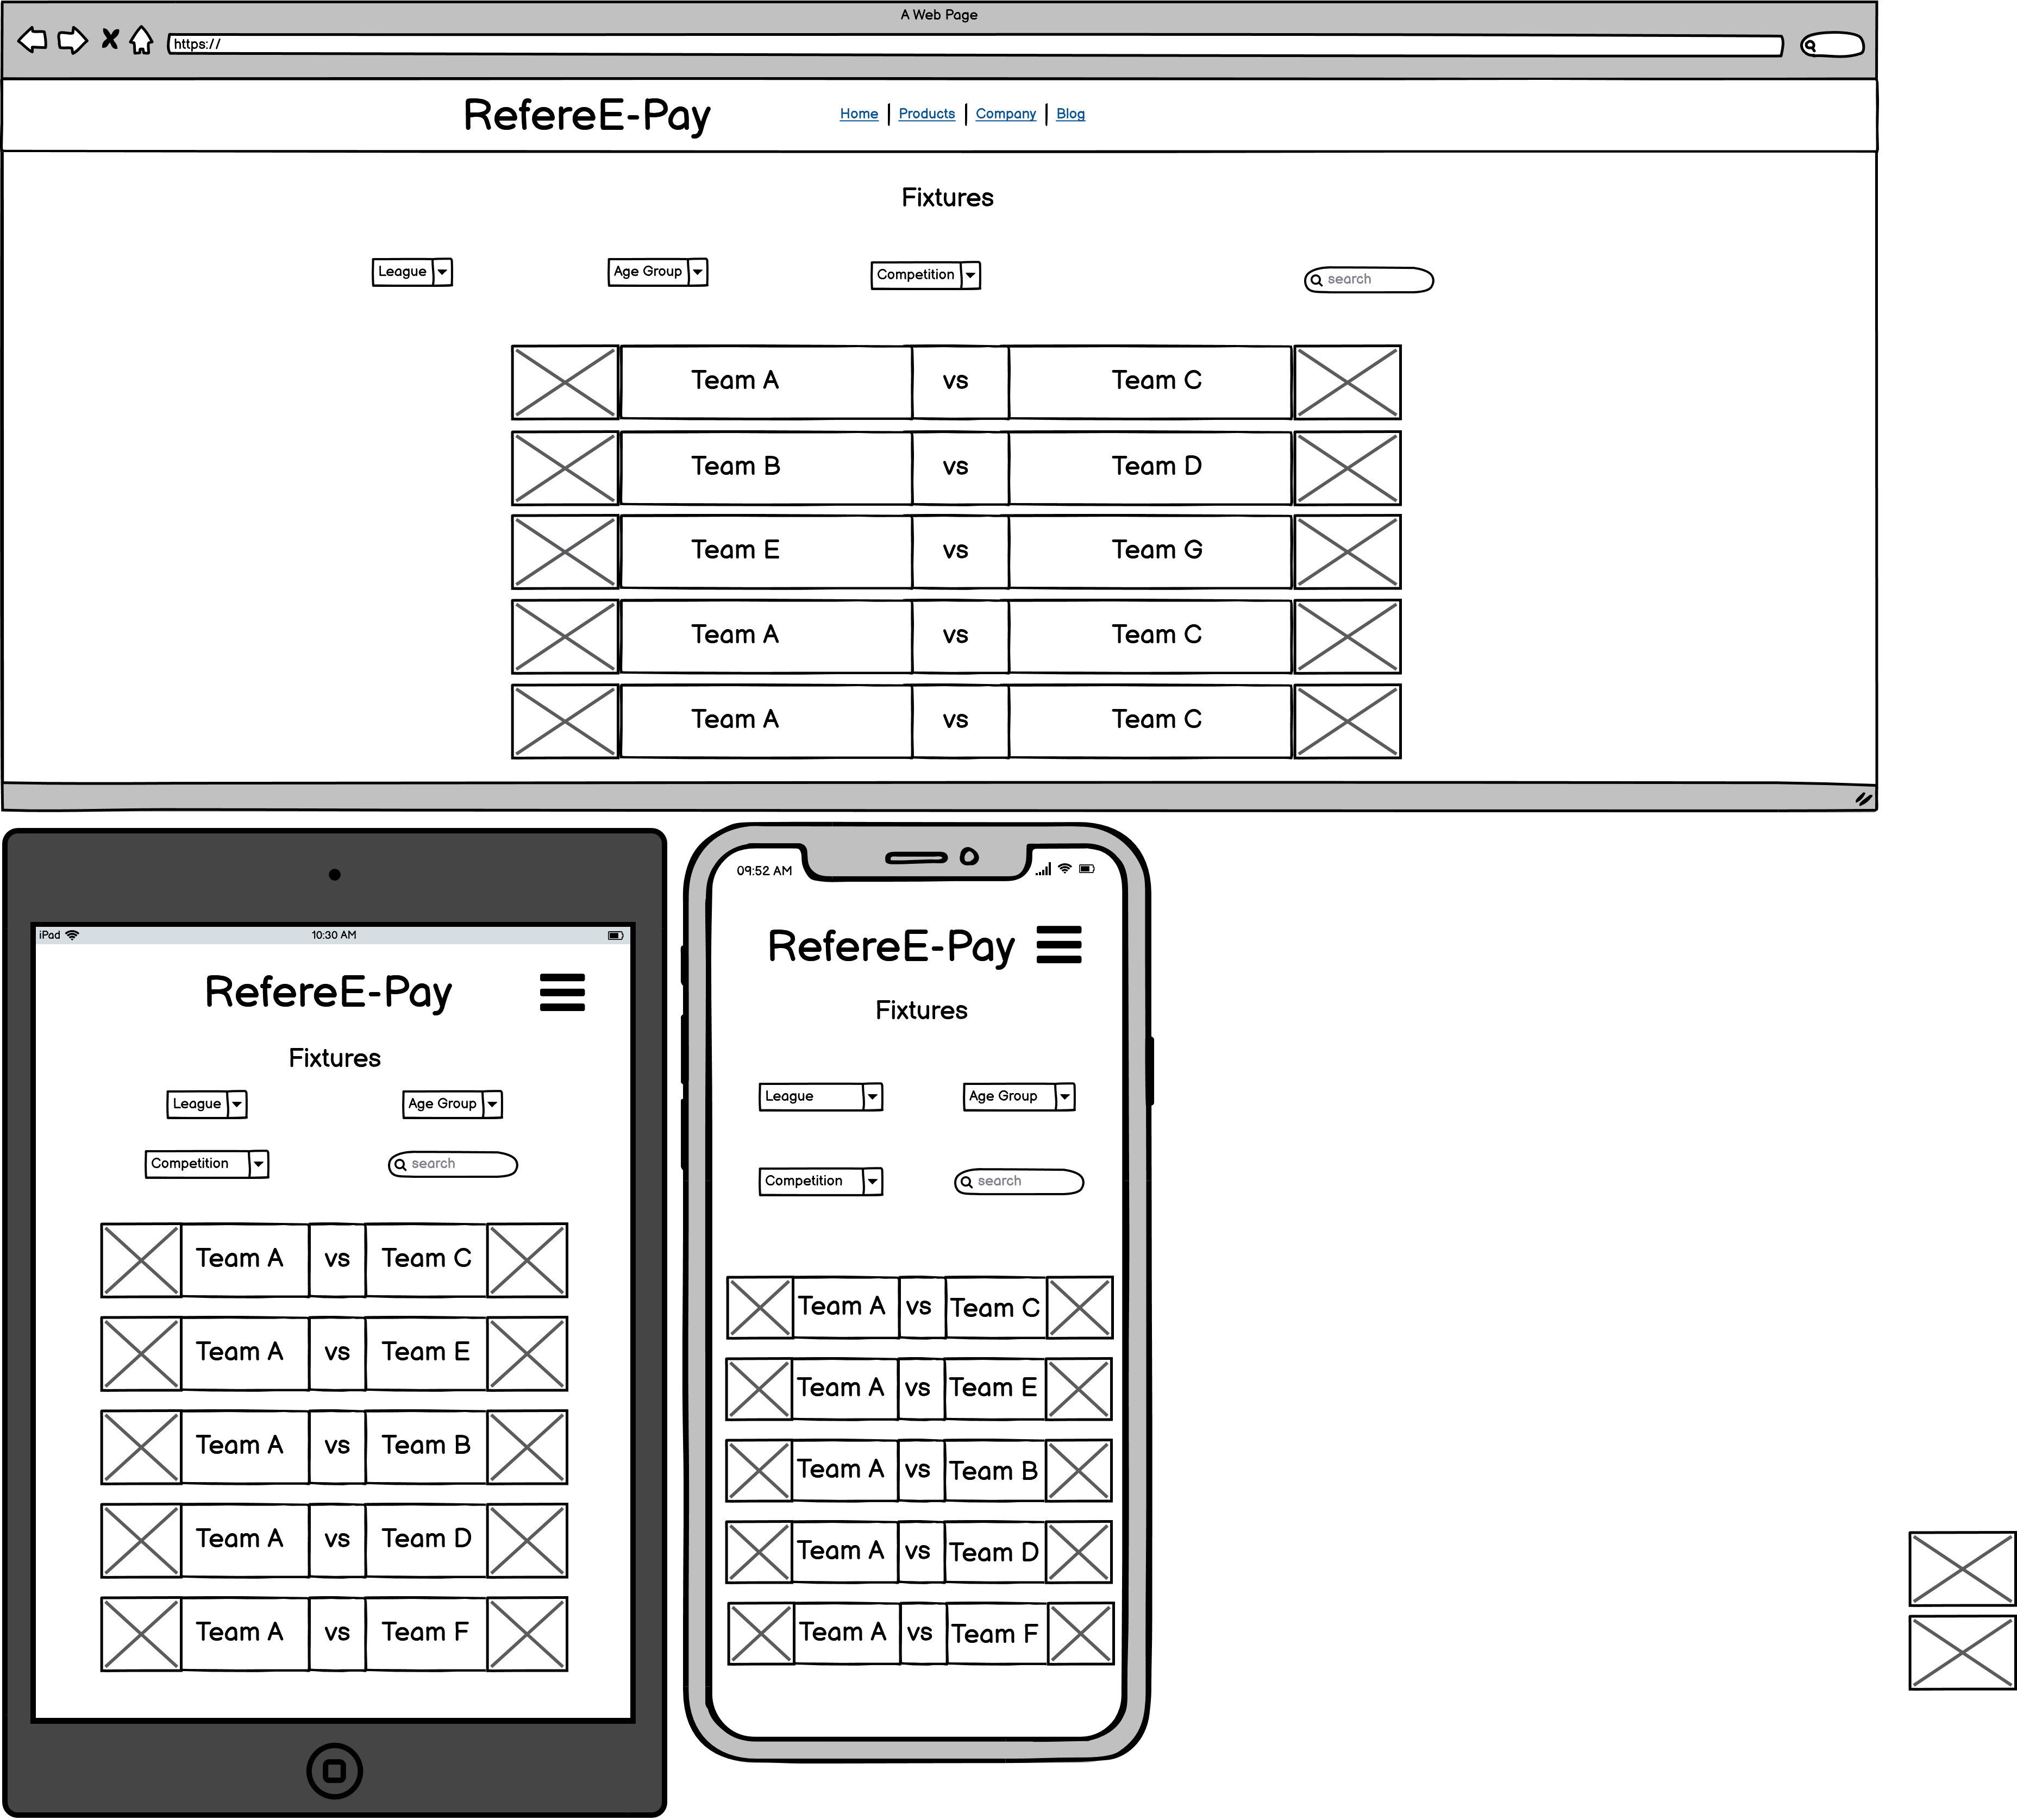 A Web Page
https://
RefereE-Pay
Home | Products | Company | Blog
Fixtures
League
Age Group
Competition
search
Team A vs Team C
Team B vs Team D
Team E vs Team G
Team A vs Team C
Team A vs Team C
iPad 10:30 AM
RefereE-Pay
Fixtures
League
Age Group
Competition
search
Team A vs Team C
Team A vs Team E
Team A vs Team B
Team A vs Team D
Team A vs Team F
09:52 AM
RefereE-Pay
Fixtures
League
Age Group
Competition
search
Team A vs Team C
Team A vs Team E
Team A vs Team B
Team A vs Team D
Team A vs Team F